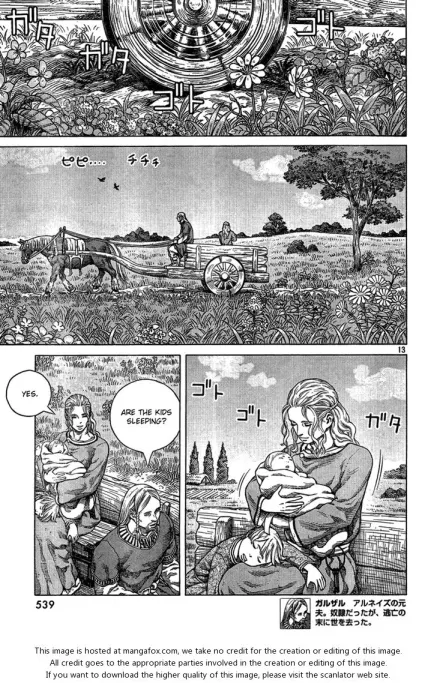 ガタ
ガタ
ゴト
ゴト
ピピ････
チチチ
13
YES.
ARE THE KIDS
SLEEPING?
ゴト
ゴト
ガタ
539
ガルザル　アルネイズの元
夫。奴隷だったが、逃亡の
末に世を去った。
This image is hosted at mangafox.com, we take no credit for the creation or editing of this image.
All credit goes to the appropriate parties involved in the creation or editing of this image.
If you want to download the higher quality of this image, please visit the scanlator web site.